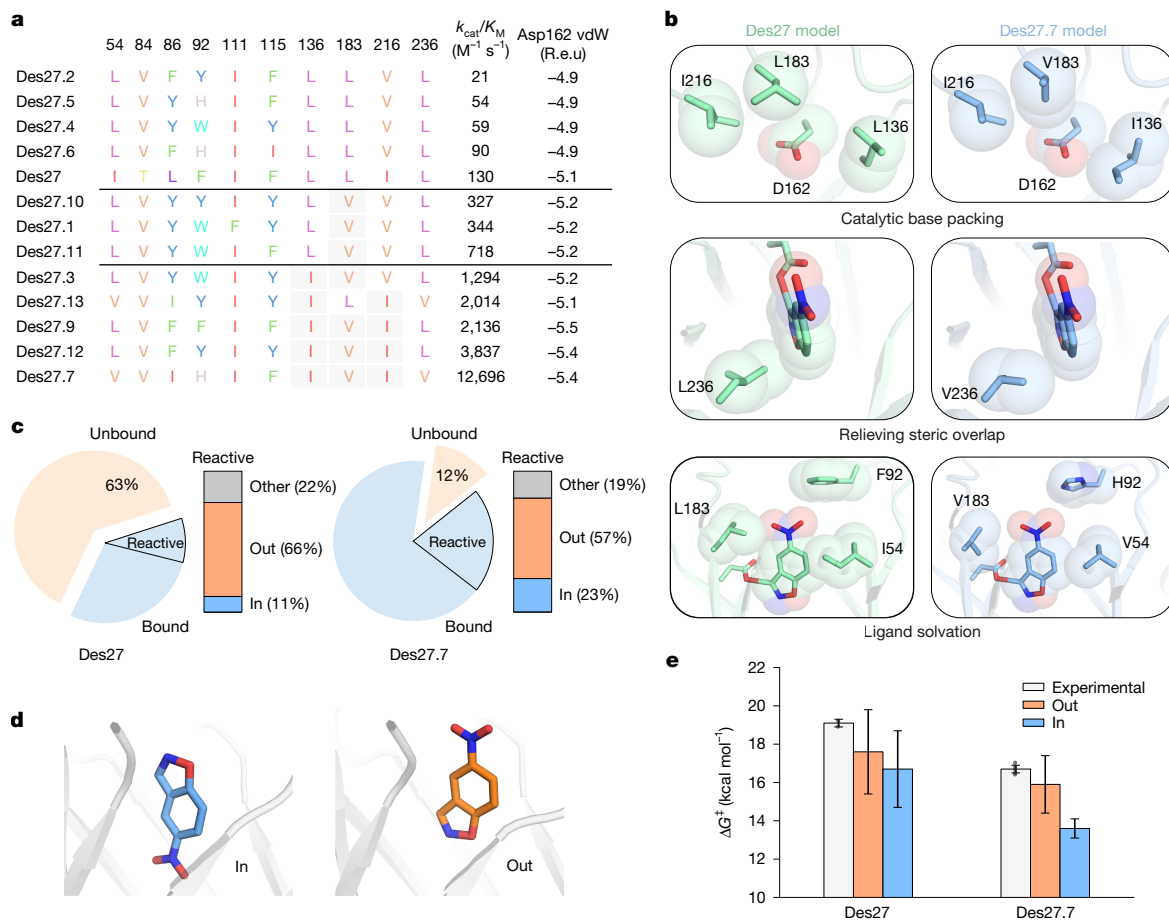 a
54 84 86 92 111 115 136 183 216 236 kcat/KM (M−1 s−1) Asp162 vdW (R.e.u)
Des27.2 L V F Y I F L L V L 21 −4.9
Des27.5 L V Y H I F L L V L 54 −4.9
Des27.4 L V Y W I Y L L V L 59 −4.9
Des27.6 L V F H I I L L V L 90 −4.9
Des27 I T L F I F L L I L 130 −5.1
Des27.10 L V Y Y I Y L V V L 327 −5.2
Des27.1 L V Y W F Y L V V L 344 −5.2
Des27.11 L V Y W I F L V V L 718 −5.2
Des27.3 L V Y W I Y I V V L 1,294 −5.2
Des27.13 V V I Y I Y I L I V 2,014 −5.1
Des27.9 L V F F I F I V I L 2,136 −5.5
Des27.12 L V F Y I Y I V I L 3,837 −5.4
Des27.7 V V I H I F I V I V 12,696 −5.4
b
Des27 model
Des27.7 model
I216
L183
L136
D162
I216
V183
I136
D162
Catalytic base packing
L236
V236
Relieving steric overlap
L183
F92
I54
V183
H92
V54
Ligand solvation
c
Unbound
63%
Reactive
Bound
Des27
Reactive
Other (22%)
Out (66%)
In (11%)
Unbound
12%
Reactive
Bound
Des27.7
Reactive
Other (19%)
Out (57%)
In (23%)
d
In
Out
e
ΔG‡ (kcal mol−1)
22
20
18
16
14
12
10
Experimental
Out
In
Des27
Des27.7